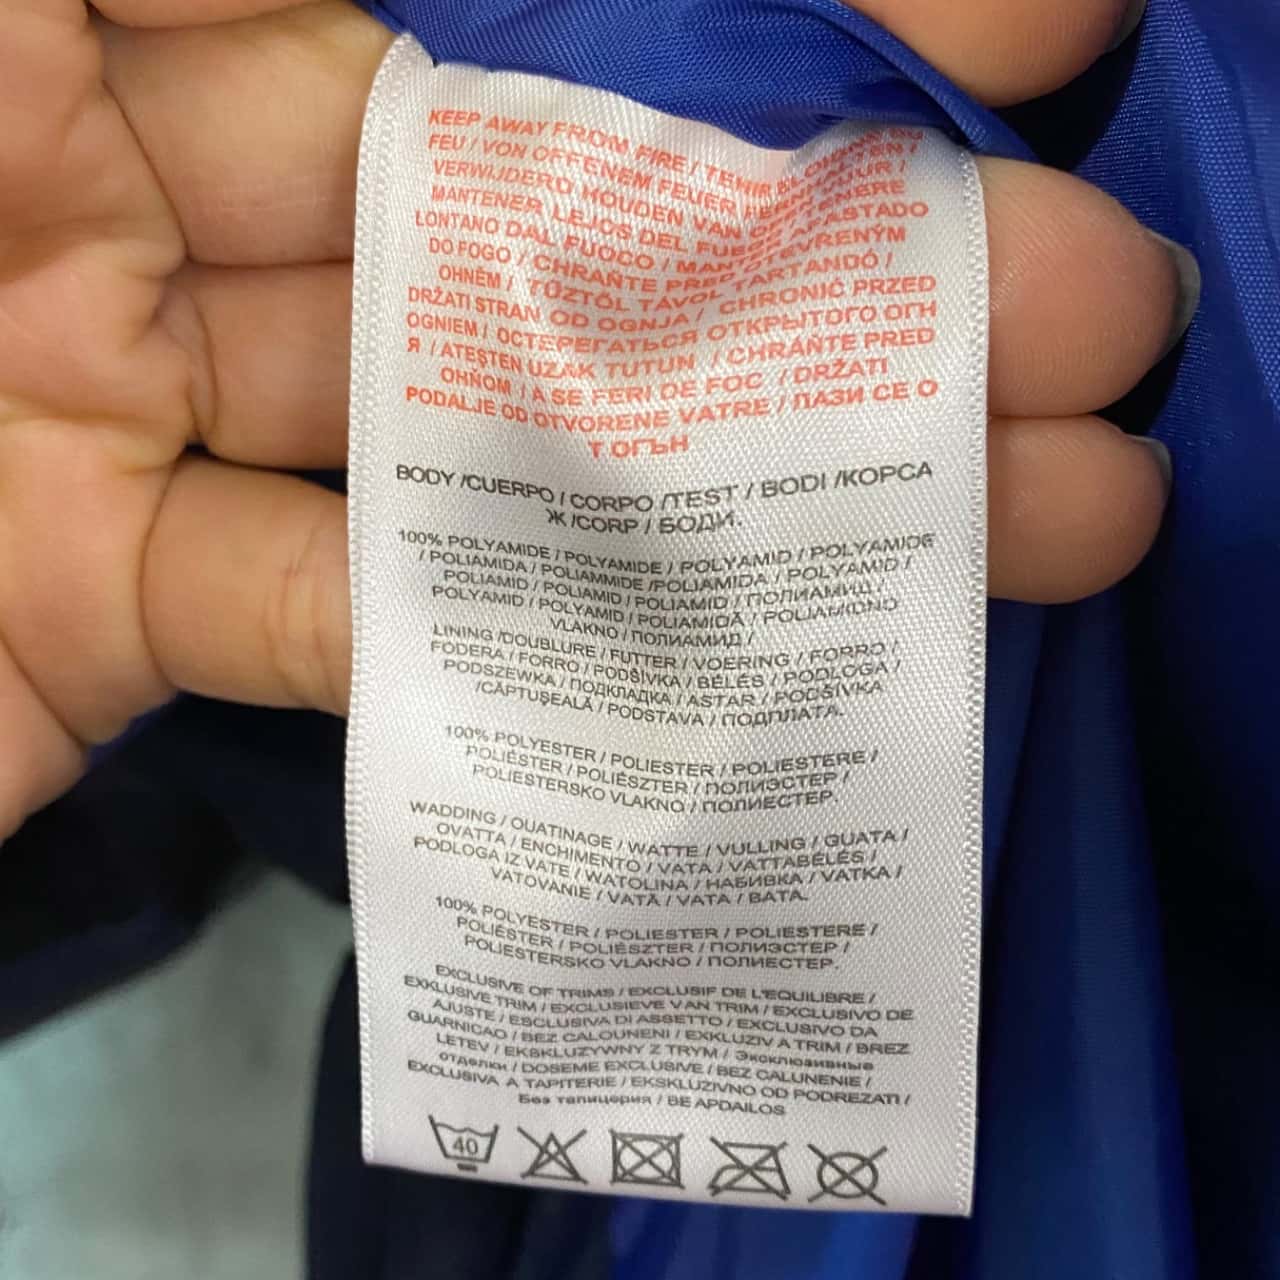 KEEP AWAY FROM FIRE / TENIR ÉLOIGNÉ DU
FEU / VON OFFENEM FEUER FERNHALTEN /
VERWIJDERD HOUDEN VAN OPEN VUUR /
MANTENER LEJOS DEL FUEGO / MANTENERE
LONTANO DAL FUOCO / MANTER AFASTADO
DO FOGO / CHRAŇTE PRED OTEVRENÝM
OHNĚM / TŰZTŐL TÁVOL TARTANDÓ /
DRŽATI STRAN OD OGNJA / CHRONIĆ PRZED
OGNIEM / ОСТЕРЕГАТЬСЯ ОТКРЫТОГО ОГН
Я / ATEŞTEN UZAK TUTUN / CHRÁŇTE PRED
OHŇOM / A SE FERI DE FOC / DRŽATI
PODALJE OD OTVORENE VATRE / ПАЗИ СЕ О
Т ОГЪН
BODY /CUERPO / CORPO /TEST / BODI /КОРСА
Ж /CORP / БОДИ.
100% POLYAMIDE / POLYAMIDE / POLYAMID / POLYAMIDE
/ POLIAMIDA / POLIAMMIDE /POLIAMIDA / POLYAMID /
POLIAMID / POLIAMID / POLIAMID / ПОЛИАМИД /
POLYAMID / POLYAMID / POLIAMIDĂ / POLIAMIDNO
VLAKNO / ПОЛИАМИД /
LINING /DOUBLURE / FUTTER / VOERING / FORRO /
FODERA / FORRO / PODŠÍVKA / BÉLÉS / PODLOGA /
PODSZEWKA / ПОДКЛАДКА / ASTAR / PODŠÍVKA
/CĂPTUŞEALĂ / PODSTAVA / ПОДПЛАТА.
100% POLYESTER / POLIESTER / POLIESTERE /
POLIÉSTER / POLIÉSZTER / ПОЛИЭСТЕР /
POLIESTERSKO VLAKNO / ПОЛИЕСТЕР.
WADDING / OUATINAGE / WATTE / VULLING / GUATA /
OVATTA / ENCHIMENTO / VATA / VATTABÉLÉS /
PODLOGA IZ VATE / WATOLINA / НАБИВКА / VATKA /
VATOVANIE / VATĂ / VATA / ВАТА.
100% POLYESTER / POLIESTER / POLIESTERE /
POLIÉSTER / POLIÉSZTER / ПОЛИЭСТЕР /
POLIESTERSKO VLAKNO / ПОЛИЕСТЕР.
EXCLUSIVE OF TRIMS / EXCLUSIF DE L'EQUILIBRE /
EXKLUSIVE TRIM / EXCLUSIEVE VAN TRIM / EXCLUSIVO DE
AJUSTE / ESCLUSIVA DI ASSETTO / EXCLUSIVO DA
GUARNICAO / BEZ CALOUNENI / EXKLUZIV A TRIM / BREZ
LETEV / EKSKLUZYWNY Z TRYM / Эксклюзивные
отделки / DOSEME EXCLUSIVE / BEZ CALUNENIE /
EXCLUSIVA A TAPITERIE / EKSKLUZIVNO OD PODREZATI /
Без тапицерия / BE APDAILOS
40